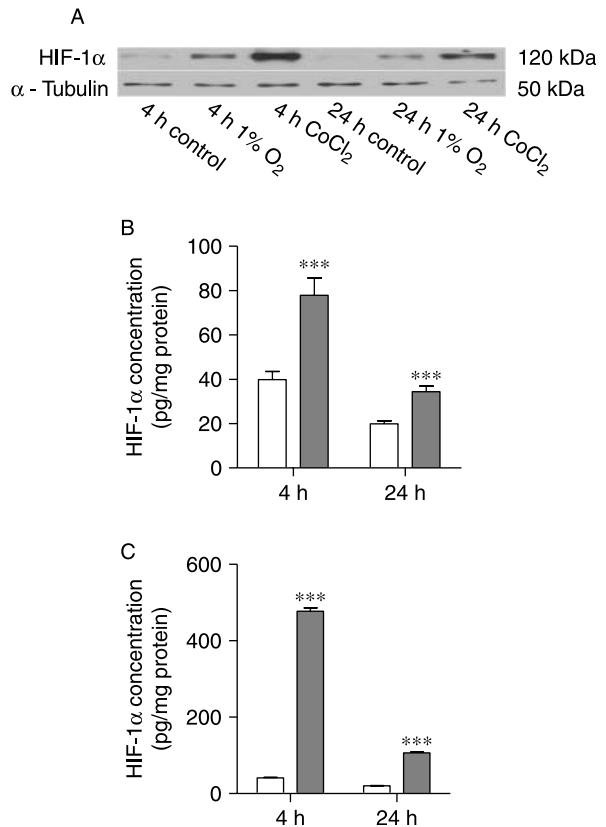 A
HIF-1α 120 kDa
α - Tubulin 50 kDa
4 h control
4 h 1% O₂
4 h CoCl₂
24 h control
24 h 1% O₂
24 h CoCl₂
B
HIF-1α concentration
(pg/mg protein)
100
80
60
40
20
0
***
***
4 h 24 h
C
HIF-1α concentration
(pg/mg protein)
600
400
200
0
***
***
4 h 24 h